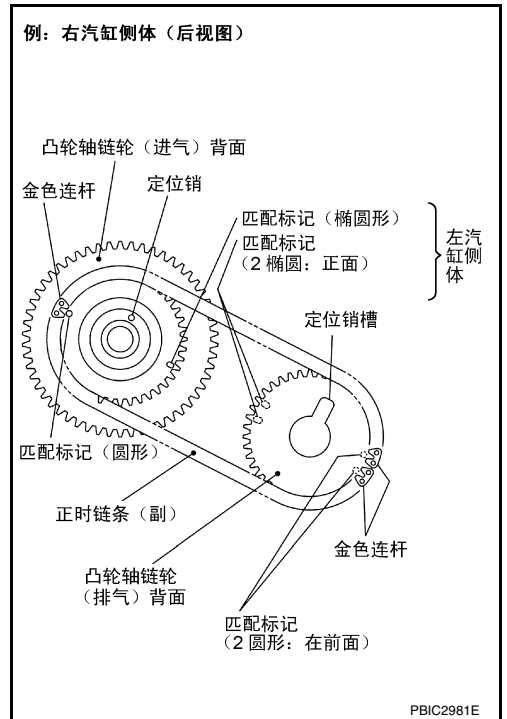 例：右汽缸侧体（后视图）
凸轮轴链轮（进气）背面
金色连杆
定位销
匹配标记（椭圆形）
匹配标记
（2 椭圆：正面）
左汽
缸侧
体
定位销槽
匹配标记（圆形）
正时链条（副）
金色连杆
凸轮轴链轮
（排气）背面
匹配标记
（2 圆形：在前面）
PBIC2981E